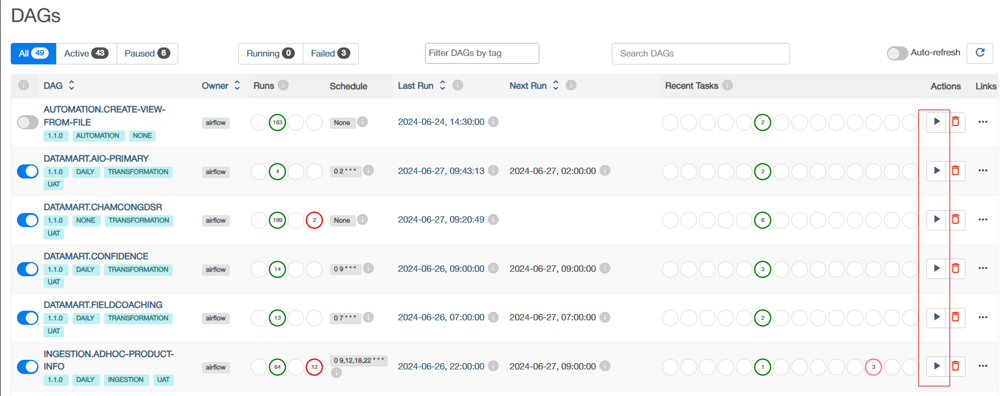 DAGs
All 49 Active 43 Paused 6 Running 0 Failed 3 Filter DAGs by tag Search DAGs Auto-refresh
DAG Owner Runs Schedule Last Run Next Run Recent Tasks Actions Links
AUTOMATION.CREATE-VIEW-
FROM-FILE
airflow 183 None 2024-06-24, 14:30:00 2
1.1.0 AUTOMATION NONE
DATAMART.AIO-PRIMARY
1.1.0 DAILY TRANSFORMATION airflow 4 0 2 * * * 2024-06-27, 09:43:13 2024-06-27, 02:00:00 2
UAT
DATAMART.CHAMCONGDSR
1.1.0 NONE TRANSFORMATION airflow 199 2 None 2024-06-27, 09:20:49 6
UAT
DATAMART.CONFIDENCE
1.1.0 DAILY TRANSFORMATION airflow 14 0 9 * * * 2024-06-26, 09:00:00 2024-06-27, 09:00:00 3
UAT
DATAMART.FIELDCOACHING
1.1.0 DAILY TRANSFORMATION airflow 13 0 7 * * * 2024-06-26, 07:00:00 2024-06-27, 07:00:00 2
UAT
INGESTION.ADHOC-PRODUCT-
INFO
airflow 64 12 0 9,12,18,22 * * * 2024-06-26, 22:00:00 2024-06-27, 09:00:00 1 3
1.1.0 DAILY INGESTION UAT